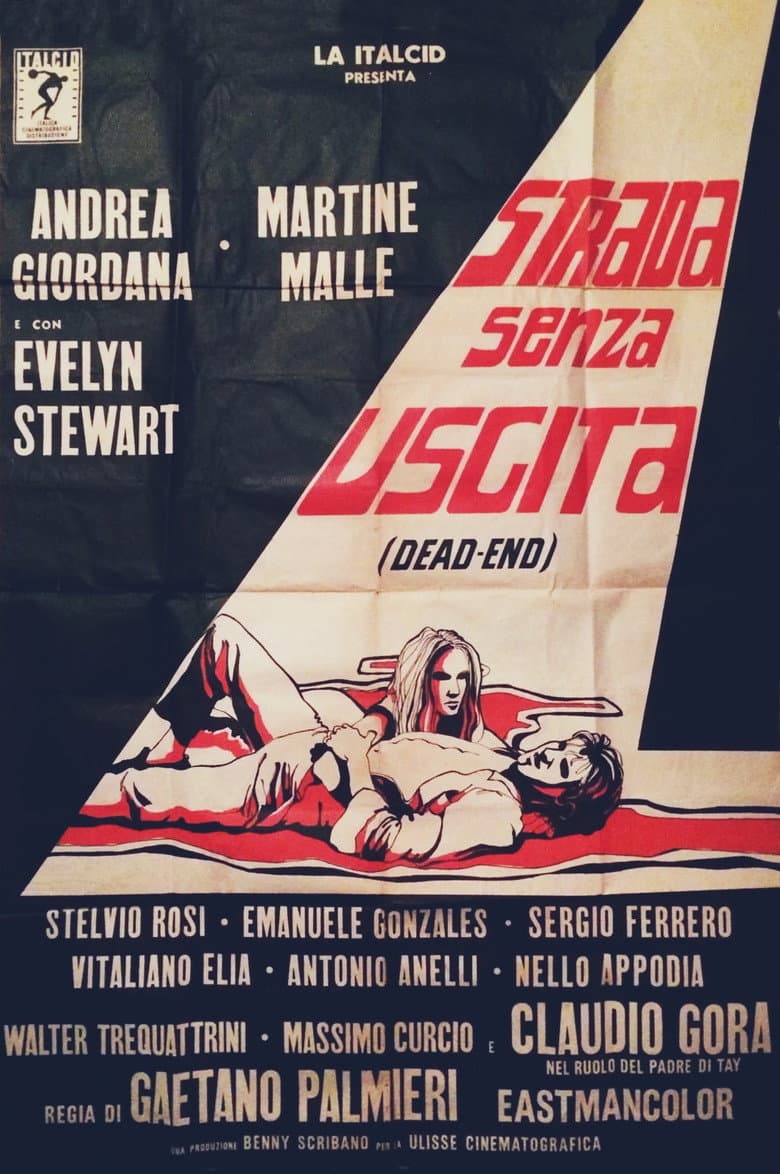 ITALCID
ITALICA
CINEMATOGRAFICA
DISTRIBUZIONE
LA ITALCID
PRESENTA
ANDREA
GIORDANA
•
MARTINE
MALLE
E CON
EVELYN
STEWART
STRADA
senza
USCITA
(DEAD-END)
STELVIO ROSI • EMANUELE GONZALES • SERGIO FERRERO
VITALIANO ELIA • ANTONIO ANELLI • NELLO APPODIA
WALTER TREQUATTRINI • MASSIMO CURCIO E CLAUDIO GORA
NEL RUOLO DEL PADRE DI TAY
REGIA DI GAETANO PALMIERI EASTMANCOLOR
UNA PRODUZIONE BENNY SCRIBANO PER LA ULISSE CINEMATOGRAFICA